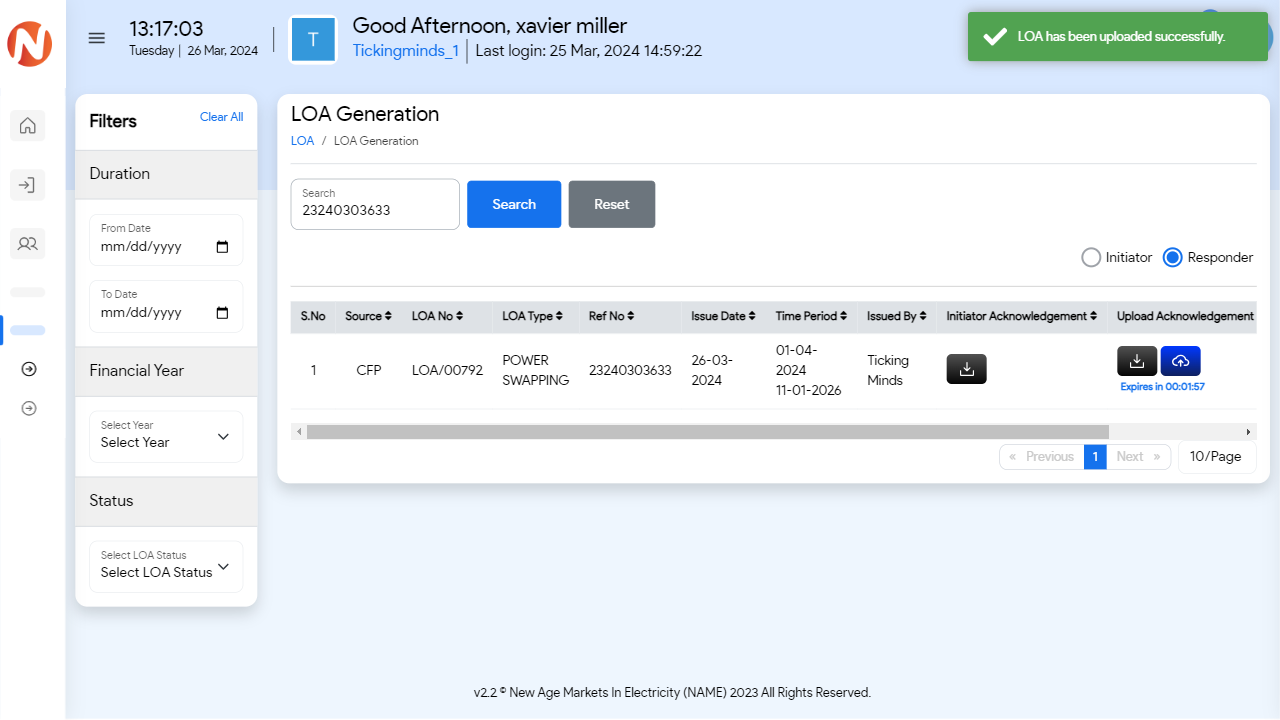 13:17:03
Tuesday | 26 Mar, 2024
T
Good Afternoon, xavier miller
Tickingminds_1 | Last login: 25 Mar, 2024 14:59:22
LOA has been uploaded successfully.
Filters
Clear All
Duration
From Date
mm/dd/yyyy
To Date
mm/dd/yyyy
Financial Year
Select Year
Select Year
Status
Select LOA Status
Select LOA Status
LOA Generation
LOA / LOA Generation
Search
23240303633
Search
Reset
Initiator
Responder
S.No Source LOA No LOA Type Ref No Issue Date Time Period Issued By Initiator Acknowledgement Upload Acknowledgement
1 CFP LOA/00792 POWER SWAPPING 23240303633 26-03-2024 01-04-2024 11-01-2026 Ticking Minds
Expires in 00:01:57
« Previous 1 Next » 10/Page
v2.2 © New Age Markets In Electricity (NAME) 2023 All Rights Reserved.